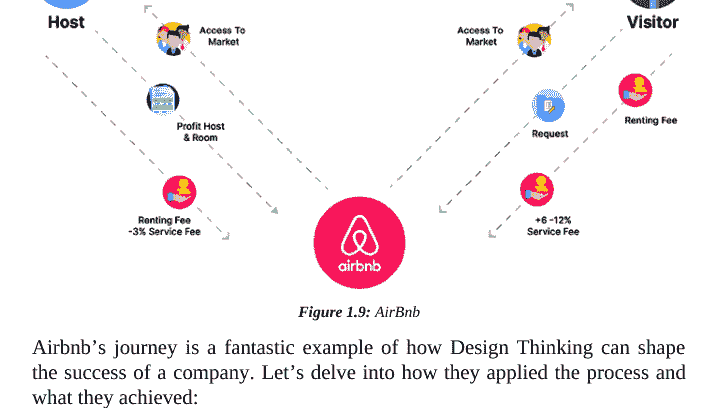 Host
Visitor
Access To
Market
Access To
Market
Profit Host
& Room
Request
Renting Fee
Renting Fee
-3% Service Fee
+6 -12%
Service Fee
airbnb
Figure 1.9: AirBnb
Airbnb’s journey is a fantastic example of how Design Thinking can shape
the success of a company. Let’s delve into how they applied the process and
what they achieved: